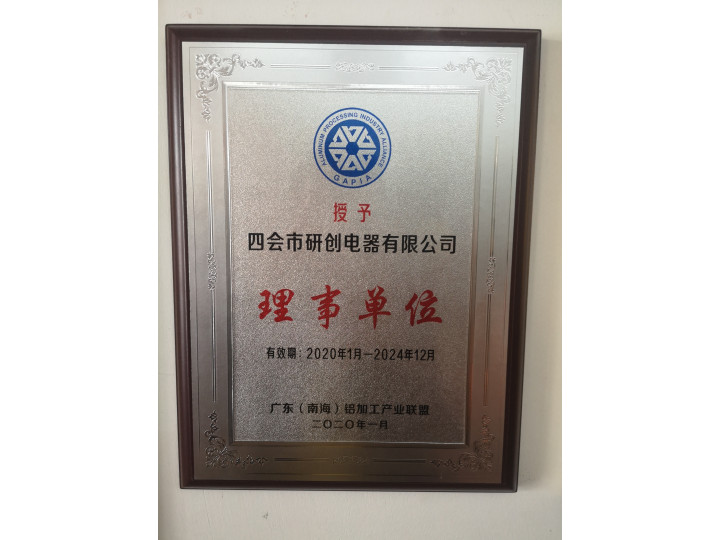 ALUMINUM PROCESSING INDUSTRY ALLIANCE
GAPIA
授予
四会市研创电器有限公司
理事单位
有效期：2020年1月—2024年12月
广东（南海）铝加工产业联盟
二〇二〇年一月